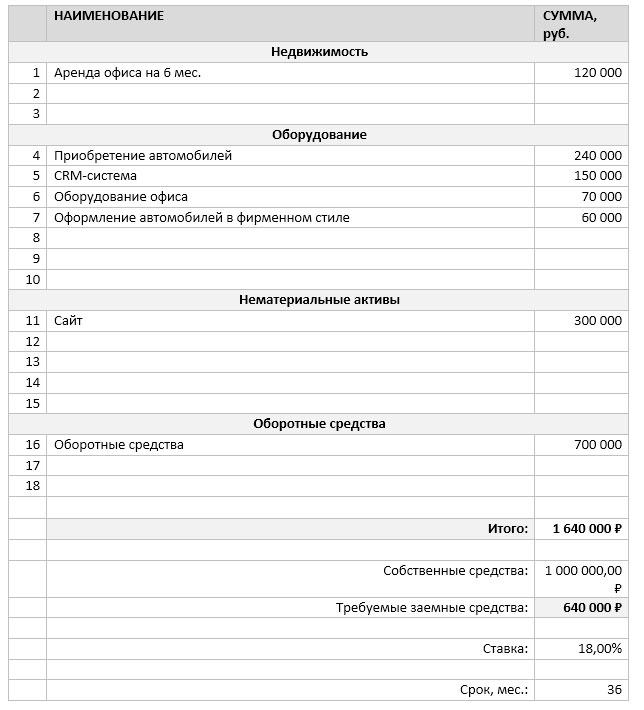 НАИМЕНОВАНИЕ СУММА, руб.
Недвижимость
1 Аренда офиса на 6 мес. 120 000
2
3
Оборудование
4 Приобретение автомобилей 240 000
5 CRM-система 150 000
6 Оборудование офиса 70 000
7 Оформление автомобилей в фирменном стиле 60 000
8
9
10
Нематериальные активы
11 Сайт 300 000
12
13
14
15
Оборотные средства
16 Оборотные средства 700 000
17
18
Итого: 1 640 000 ₽
Собственные средства: 1 000 000,00 ₽
Требуемые заемные средства: 640 000 ₽
Ставка: 18,00%
Срок, мес.: 36